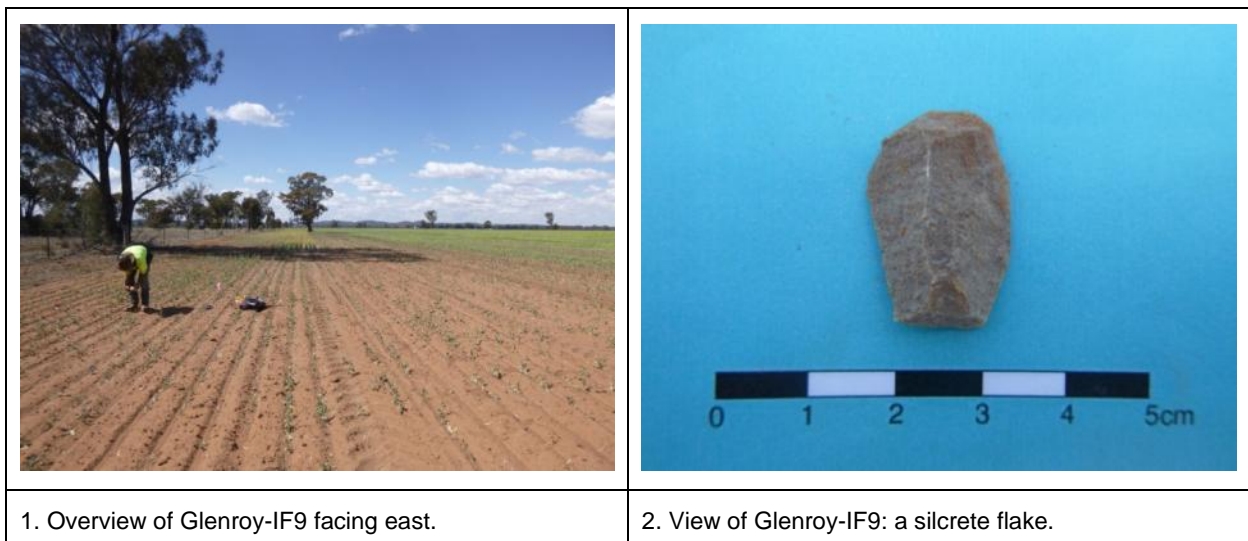 0 1 2 3 4 5cm
1. Overview of Glenroy-IF9 facing east.
2. View of Glenroy-IF9: a silcrete flake.